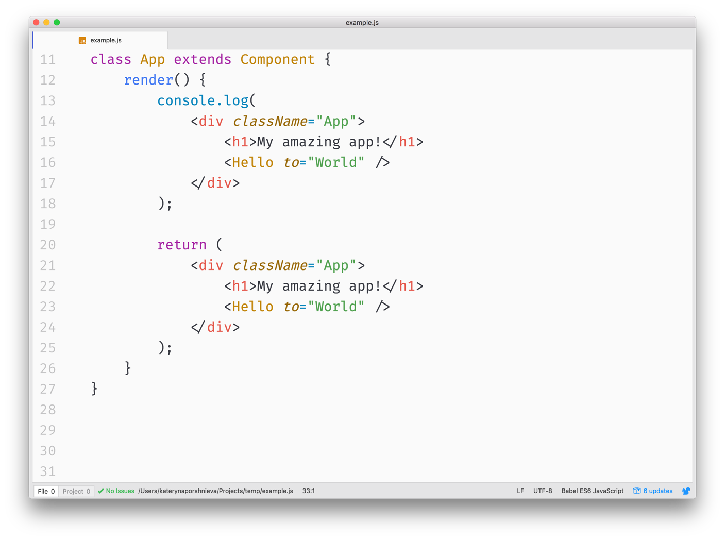 example.js
example.js
11 class App extends Component {
12 render() {
13 console.log(
14 <div className="App">
15 <h1>My amazing app!</h1>
16 <Hello to="World" />
17 </div>
18 );
19
20 return (
21 <div className="App">
22 <h1>My amazing app!</h1>
23 <Hello to="World" />
24 </div>
25 );
26 }
27 }
28
29
30
31
File 0 Project 0 No Issues /Users/katerynaporshnieva/Projects/temp/example.js 33:1 LF UTF-8 Babel ES6 JavaScript 8 updates